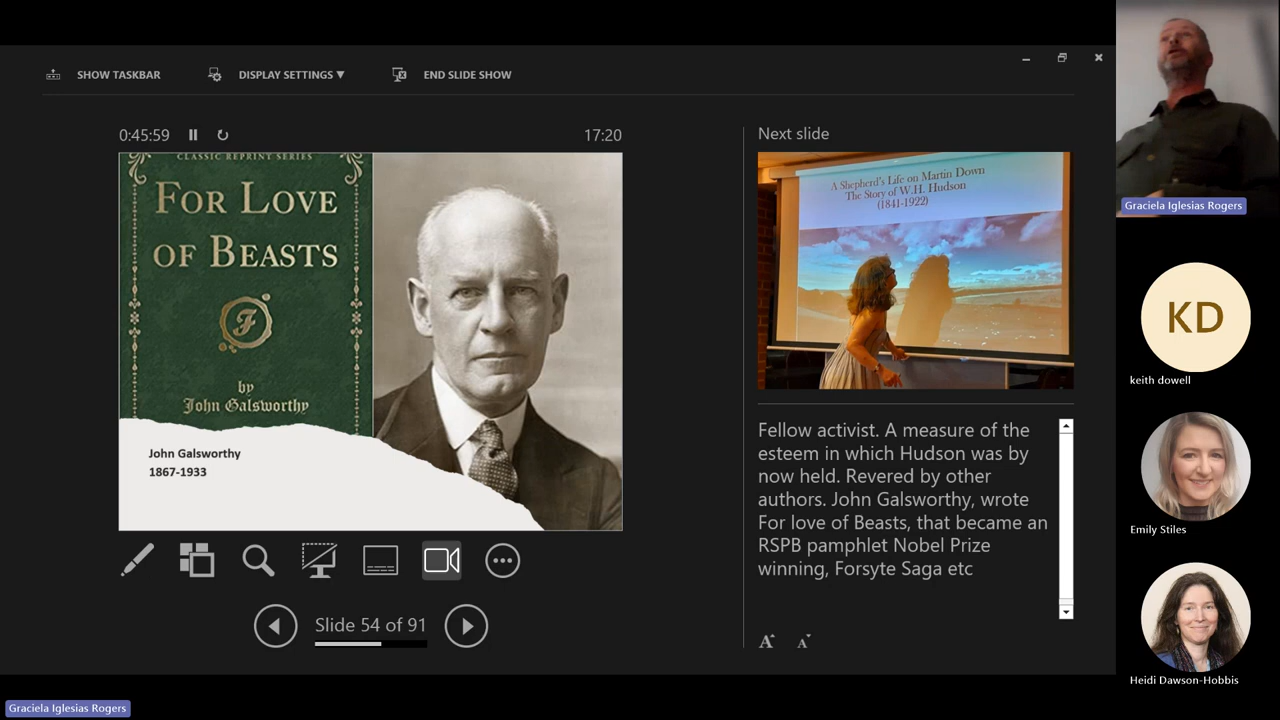 SHOW TASKBAR
DISPLAY SETTINGS ▼
END SLIDE SHOW
0:45:59
17:20
CLASSIC REPRINT SERIES
FOR LOVE
OF BEASTS
F
by
John Galsworthy
John Galsworthy
1867-1933
Slide 54 of 91
Next slide
A Shepherd's Life on Martin Down
The Story of W.H. Hudson
(1841-1922)
Fellow activist. A measure of the
esteem in which Hudson was by
now held. Revered by other
authors. John Galsworthy, wrote
For love of Beasts, that became an
RSPB pamphlet Nobel Prize
winning, Forsyte Saga etc
A
A
Graciela Iglesias Rogers
KD
keith dowell
Emily Stiles
Heidi Dawson-Hobbis
Graciela Iglesias Rogers